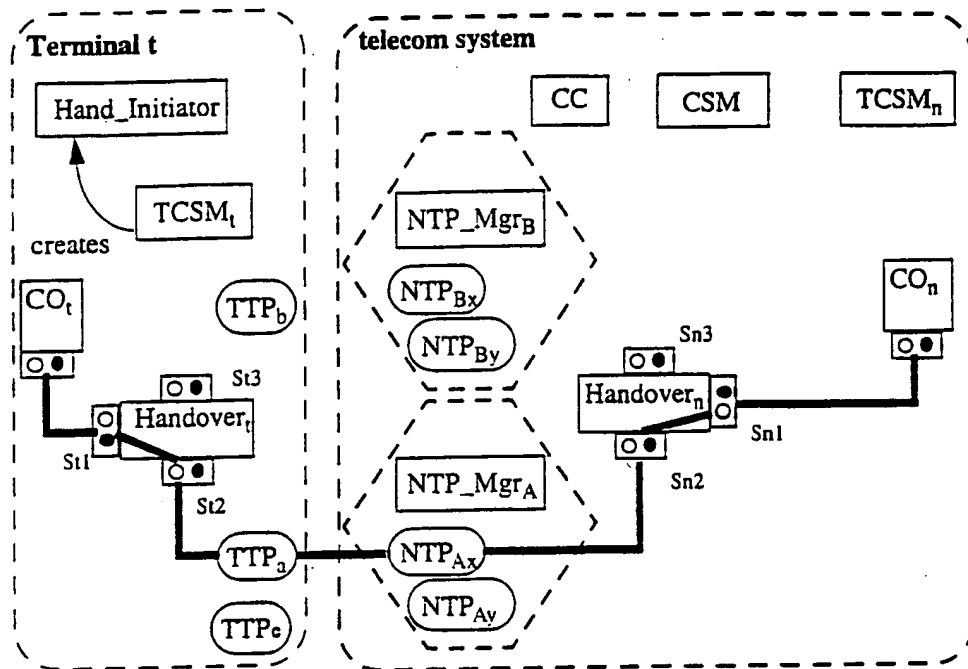 Terminal t
telecom system
Hand_Initiator
CC
CSM
TCSMn
TCSMt
creates
NTP_MgrB
COt
TTPb
NTPBx
NTPBy
COn
St3
Sn3
Handovert
Handovern
St1
Sn1
St2
Sn2
NTP_MgrA
TTPa
NTPAx
NTPAy
TTPc